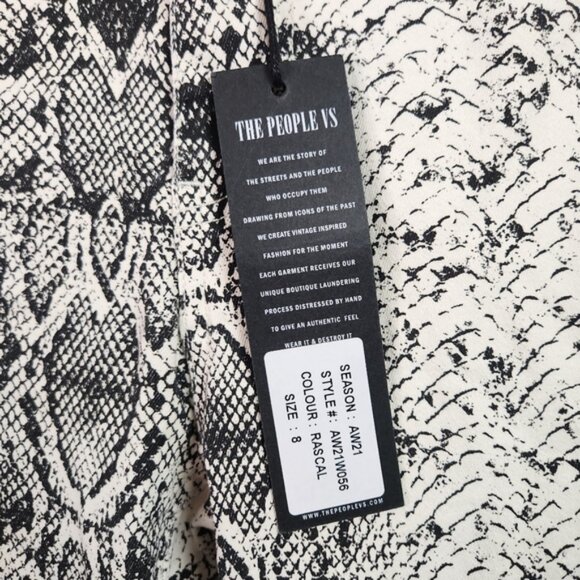 THE PEOPLE VS
WE ARE THE STORY OF
THE STREETS AND THE PEOPLE
WHO OCCUPY THEM
DRAWING FROM ICONS OF THE PAST
WE CREATE VINTAGE INSPIRED
FASHION FOR THE MOMENT
EACH GARMENT RECEIVES OUR
UNIQUE BOUTIQUE LAUNDERING
PROCESS DISTRESSED BY HAND
TO GIVE AN AUTHENTIC FEEL
WEAR IT & DESTROY IT
SEASON : AW21
STYLE #: AW21W056
COLOUR : RASCAL
SIZE : 8
WWW.THEPEOPLEVS.COM